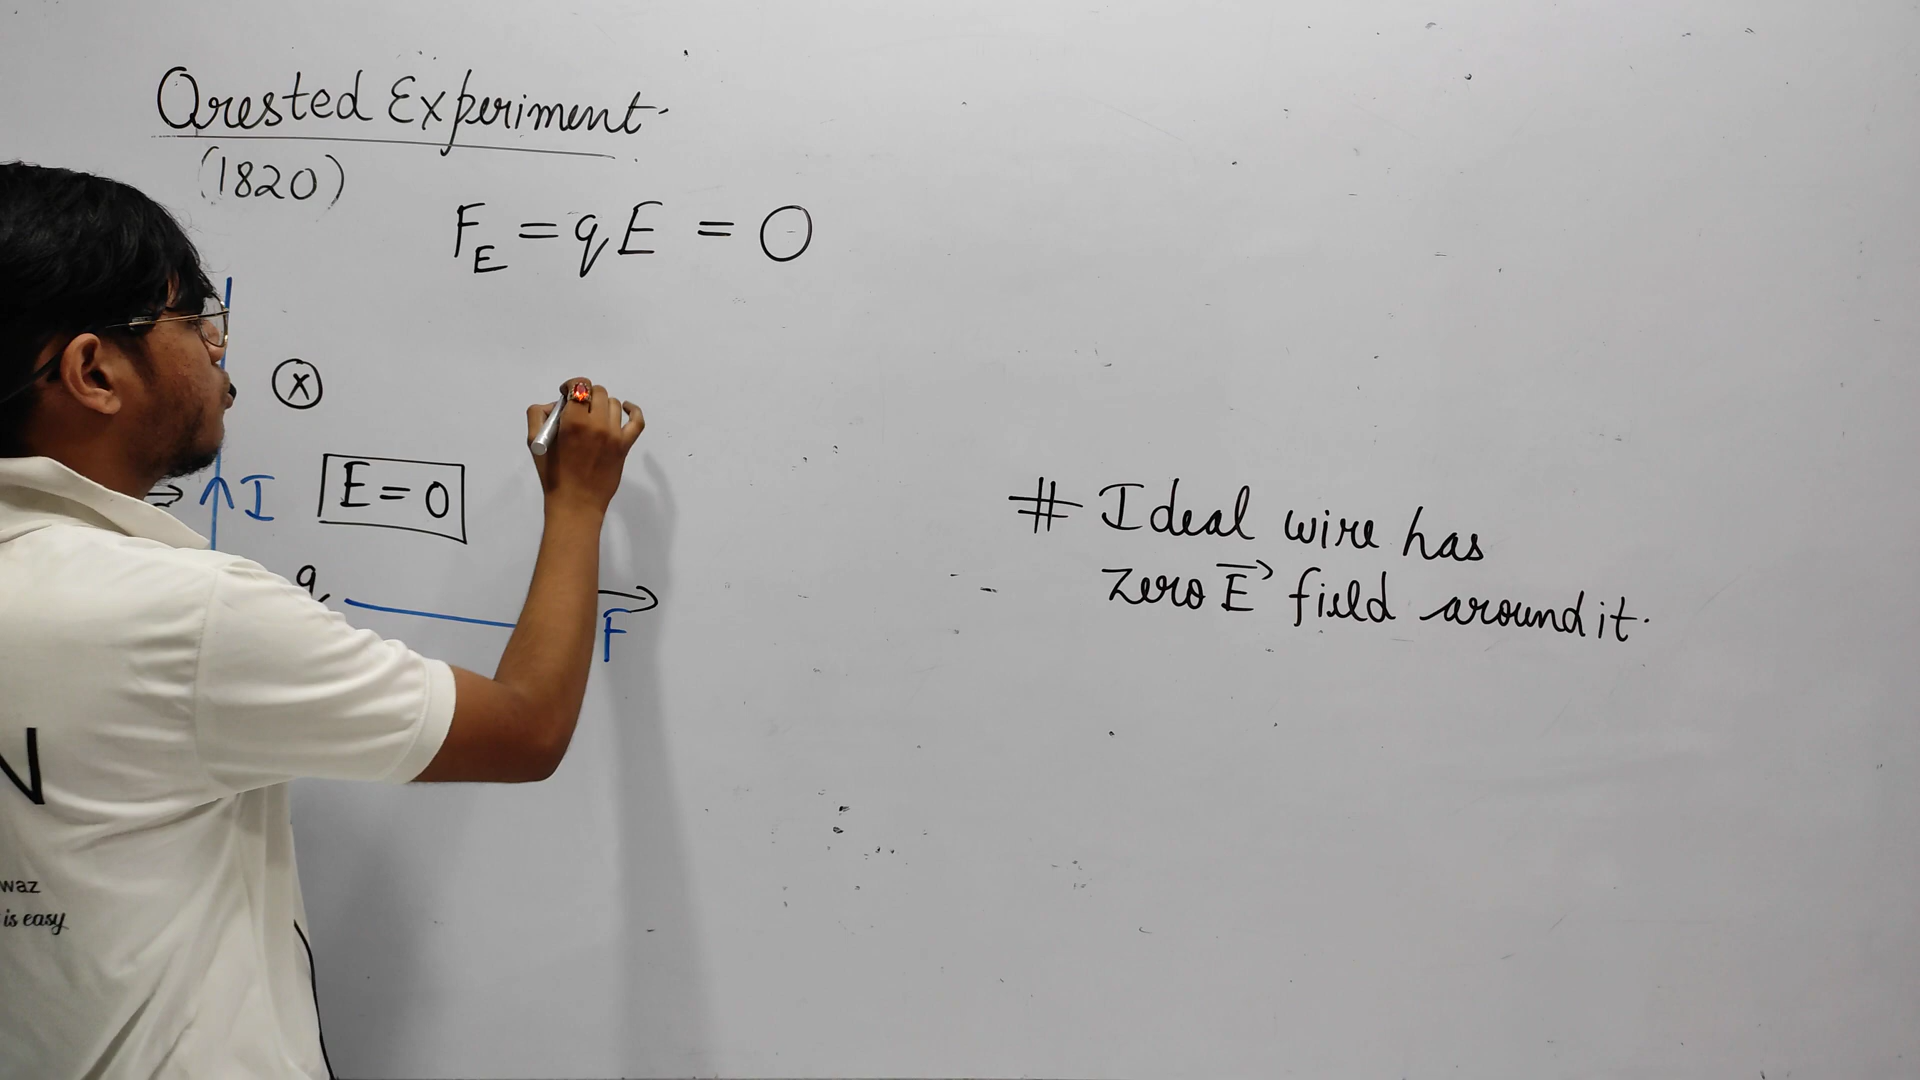 Orested Experiment.
(1820)
F_E = qE = 0
X
I
E = 0
q
F
# Ideal wire has
zero E⃗ field around it.
N
waz
is easy